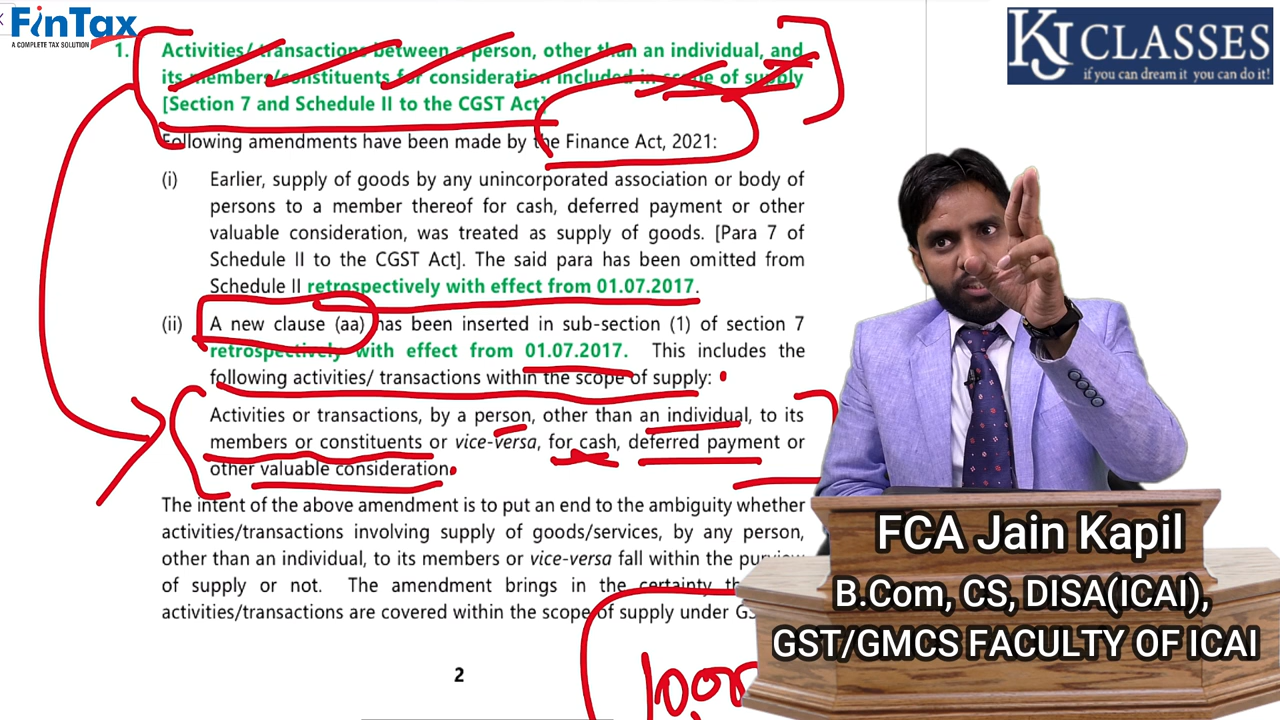 FinTax
A COMPLETE TAX SOLUTION
KJ CLASSES
if you can dream it you can do it!
1. Activities/ transactions between a person, other than an individual, and
its members/constituents for consideration included in scope of supply
[Section 7 and Schedule II to the CGST Act]
Following amendments have been made by the Finance Act, 2021:
(i) Earlier, supply of goods by any unincorporated association or body of
persons to a member thereof for cash, deferred payment or other
valuable consideration, was treated as supply of goods. [Para 7 of
Schedule II to the CGST Act]. The said para has been omitted from
Schedule II retrospectively with effect from 01.07.2017.
(ii) A new clause (aa) has been inserted in sub-section (1) of section 7
retrospectively with effect from 01.07.2017. This includes the
following activities/ transactions within the scope of supply:
Activities or transactions, by a person, other than an individual, to its
members or constituents or vice-versa, for cash, deferred payment or
other valuable consideration.
The intent of the above amendment is to put an end to the ambiguity whether
activities/transactions involving supply of goods/services, by any person,
other than an individual, to its members or vice-versa fall within the purview
of supply or not. The amendment brings in the certainty
activities/transactions are covered within the scope of supply under
2
FCA Jain Kapil
B.Com, CS, DISA(ICAI),
GST/GMCS FACULTY OF ICAI